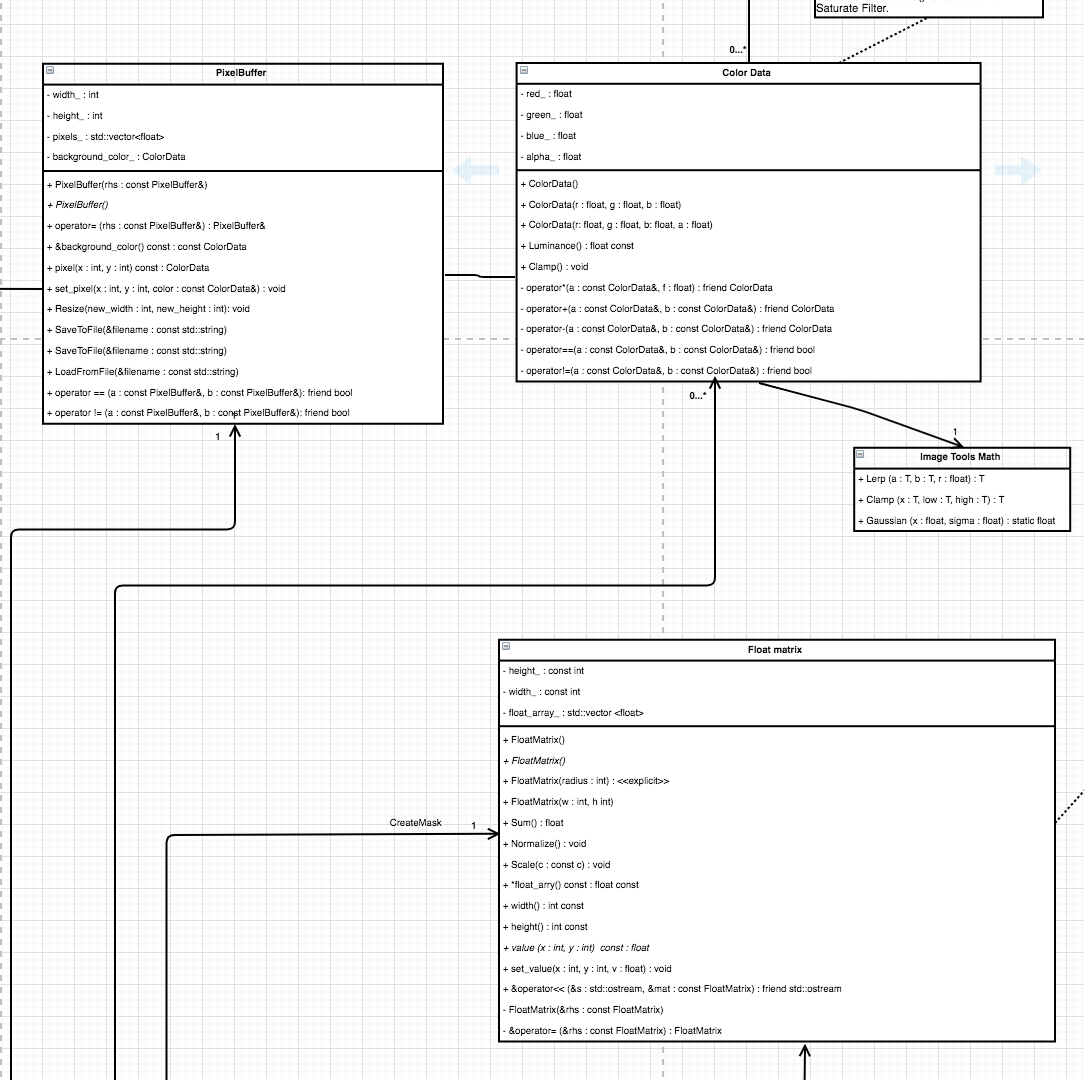 Saturate Filter.
0...*
PixelBuffer
- width_ : int
- height_ : int
- pixels_ : std::vector<float>
- background_color_ : ColorData
+ PixelBuffer(rhs : const PixelBuffer&)
+ PixelBuffer()
+ operator= (rhs : const PixelBuffer&) : PixelBuffer&
+ &background_color() const : const ColorData
+ pixel(x : int, y : int) const : ColorData
+ set_pixel(x : int, y : int, color : const ColorData&) : void
+ Resize(new_width : int, new_height : int): void
+ SaveToFile(&filename : const std::string)
+ SaveToFile(&filename : const std::string)
+ LoadFromFile(&filename : const std::string)
+ operator == (a : const PixelBuffer&, b : const PixelBuffer&): friend bool
+ operator != (a : const PixelBuffer&, b : const PixelBuffer&): friend bool
1
Color Data
- red_ : float
- green_ : float
- blue_ : float
- alpha_ : float
+ ColorData()
+ ColorData(r : float, g : float, b : float)
+ ColorData(r: float, g : float, b: float, a : float)
+ Luminance() : float const
+ Clamp() : void
- operator*(a : const ColorData&, f : float) : friend ColorData
- operator+(a : const ColorData&, b : const ColorData&) : friend ColorData
- operator-(a : const ColorData&, b : const ColorData&) : friend ColorData
- operator==(a : const ColorData&, b : const ColorData&) : friend bool
- operator!=(a : const ColorData&, b : const ColorData&) : friend bool
0...*
1
Image Tools Math
+ Lerp (a : T, b : T, r : float) : T
+ Clamp (x : T, low : T, high : T) : T
+ Gaussian (x : float, sigma : float) : static float
Float matrix
- height_ : const int
- width_ : const int
- float_array_ : std::vector <float>
+ FloatMatrix()
+ FloatMatrix()
+ FloatMatrix(radius : int) : <<explicit>>
+ FloatMatrix(w : int, h int)
+ Sum() : float
+ Normalize() : void
+ Scale(c : const c) : void
+ *float_arry() const : float const
+ width() : int const
+ height() : int const
+ value (x : int, y : int)  const : float
+ set_value(x : int, y : int, v : float) : void
+ &operator<< (&s : std::ostream, &mat : const FloatMatrix) : friend std::ostream
- FloatMatrix(&rhs : const FloatMatrix)
- &operator= (&rhs : const FloatMatrix) : FloatMatrix
CreateMask
1